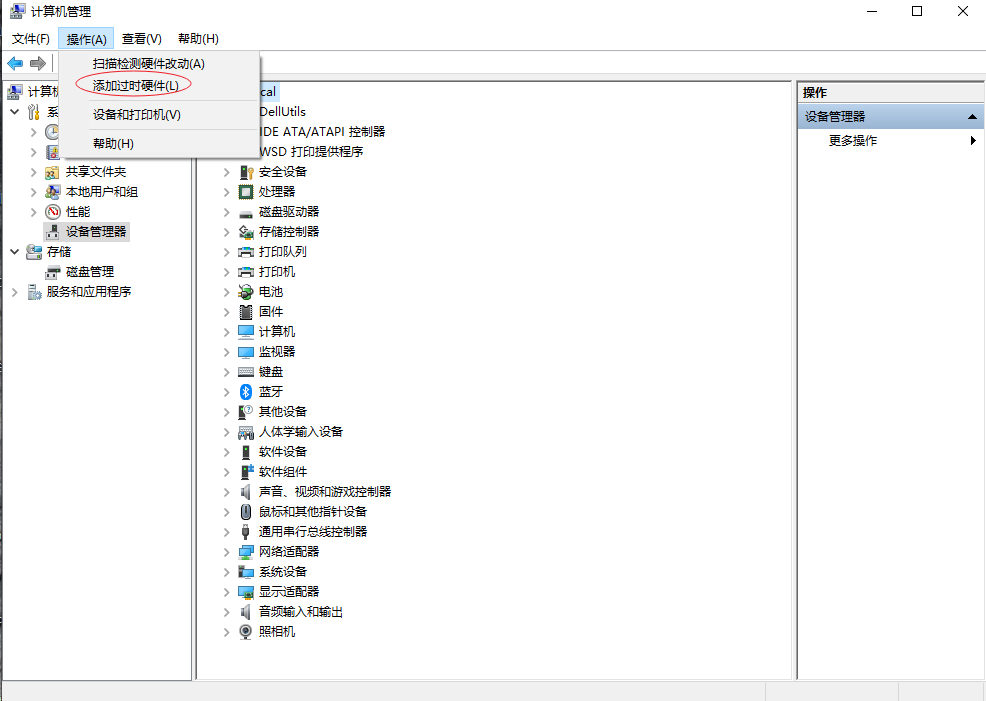 计算机管理
文件(F) 操作(A) 查看(V) 帮助(H)
扫描检测硬件改动(A)
添加过时硬件(L)
设备和打印机(V)
帮助(H)
计算机
系
共享文件夹
本地用户和组
性能
设备管理器
存储
磁盘管理
服务和应用程序
cal
DellUtils
IDE ATA/ATAPI 控制器
WSD 打印提供程序
安全设备
处理器
磁盘驱动器
存储控制器
打印队列
打印机
电池
固件
计算机
监视器
键盘
蓝牙
其他设备
人体学输入设备
软件设备
软件组件
声音、视频和游戏控制器
鼠标和其他指针设备
通用串行总线控制器
网络适配器
系统设备
显示适配器
音频输入和输出
照相机
操作
设备管理器
更多操作